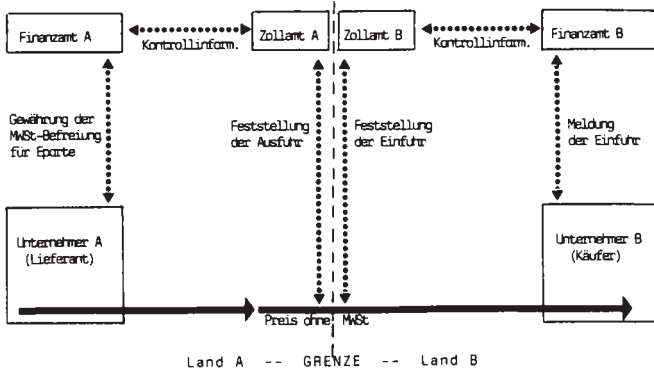 Finanzamt A
Kontrollinform.
Zollamt A
Zollamt B
Kontrollinform.
Finanzamt B
Gewährung der
MwSt-Befreiung
für Eporte
Feststellung
der Ausfuhr
Feststellung
der Einfuhr
Meldung
der Einfuhr
Unternehmer A
(Lieferant)
Unternehmer B
(Käufer)
Preis ohne MwSt
Land A -- GRENZE -- Land B